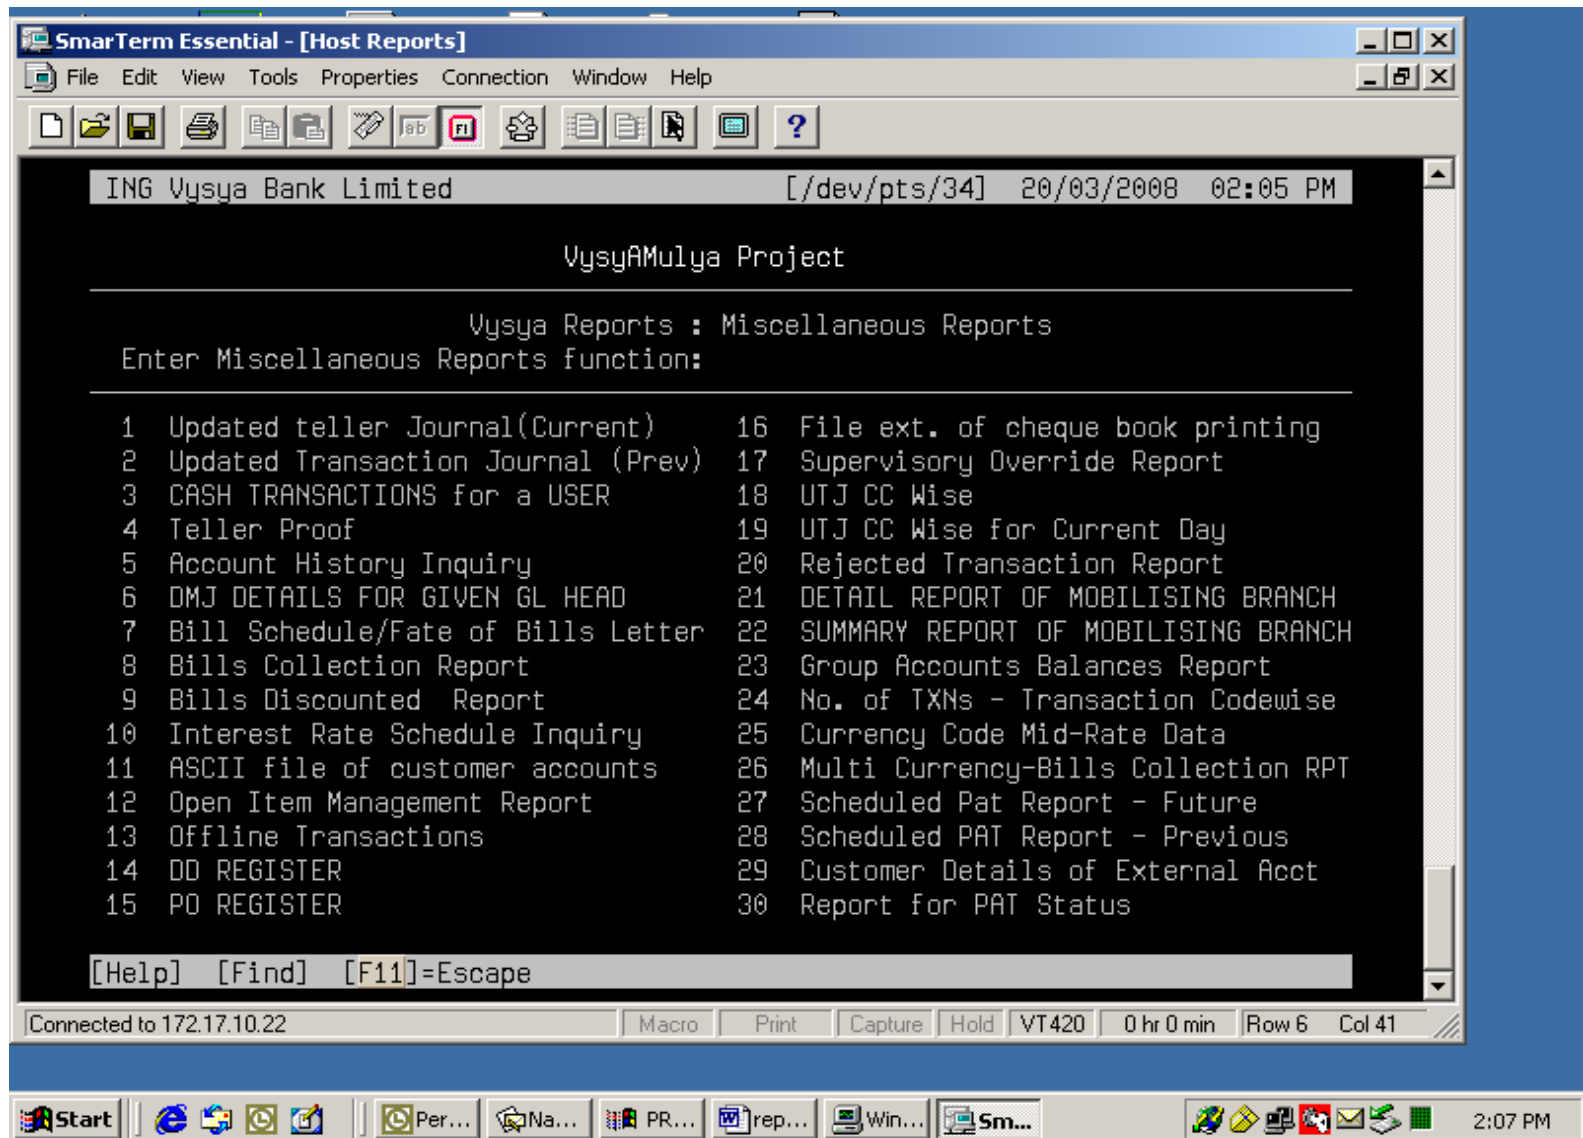 SmarTerm Essential - [Host Reports]
File Edit View Tools Properties Connection Window Help
ING Vysya Bank Limited [/dev/pts/34] 20/03/2008 02:05 PM
VysyAMulya Project
Vysya Reports : Miscellaneous Reports
Enter Miscellaneous Reports function:
1 Updated teller Journal(Current) 16 File ext. of cheque book printing
2 Updated Transaction Journal (Prev) 17 Supervisory Override Report
3 CASH TRANSACTIONS for a USER 18 UTJ CC Wise
4 Teller Proof 19 UTJ CC Wise for Current Day
5 Account History Inquiry 20 Rejected Transaction Report
6 DMJ DETAILS FOR GIVEN GL HEAD 21 DETAIL REPORT OF MOBILISING BRANCH
7 Bill Schedule/Fate of Bills Letter 22 SUMMARY REPORT OF MOBILISING BRANCH
8 Bills Collection Report 23 Group Accounts Balances Report
9 Bills Discounted Report 24 No. of TXNs - Transaction Codewise
10 Interest Rate Schedule Inquiry 25 Currency Code Mid-Rate Data
11 ASCII file of customer accounts 26 Multi Currency-Bills Collection RPT
12 Open Item Management Report 27 Scheduled Pat Report - Future
13 Offline Transactions 28 Scheduled PAT Report - Previous
14 DD REGISTER 29 Customer Details of External Acct
15 PO REGISTER 30 Report for PAT Status
[Help] [Find] [F11]=Escape
Connected to 172.17.10.22 Macro Print Capture Hold VT420 0 hr 0 min Row 6 Col 41
Start Per... Na... PR... rep... Win... Sm... 2:07 PM